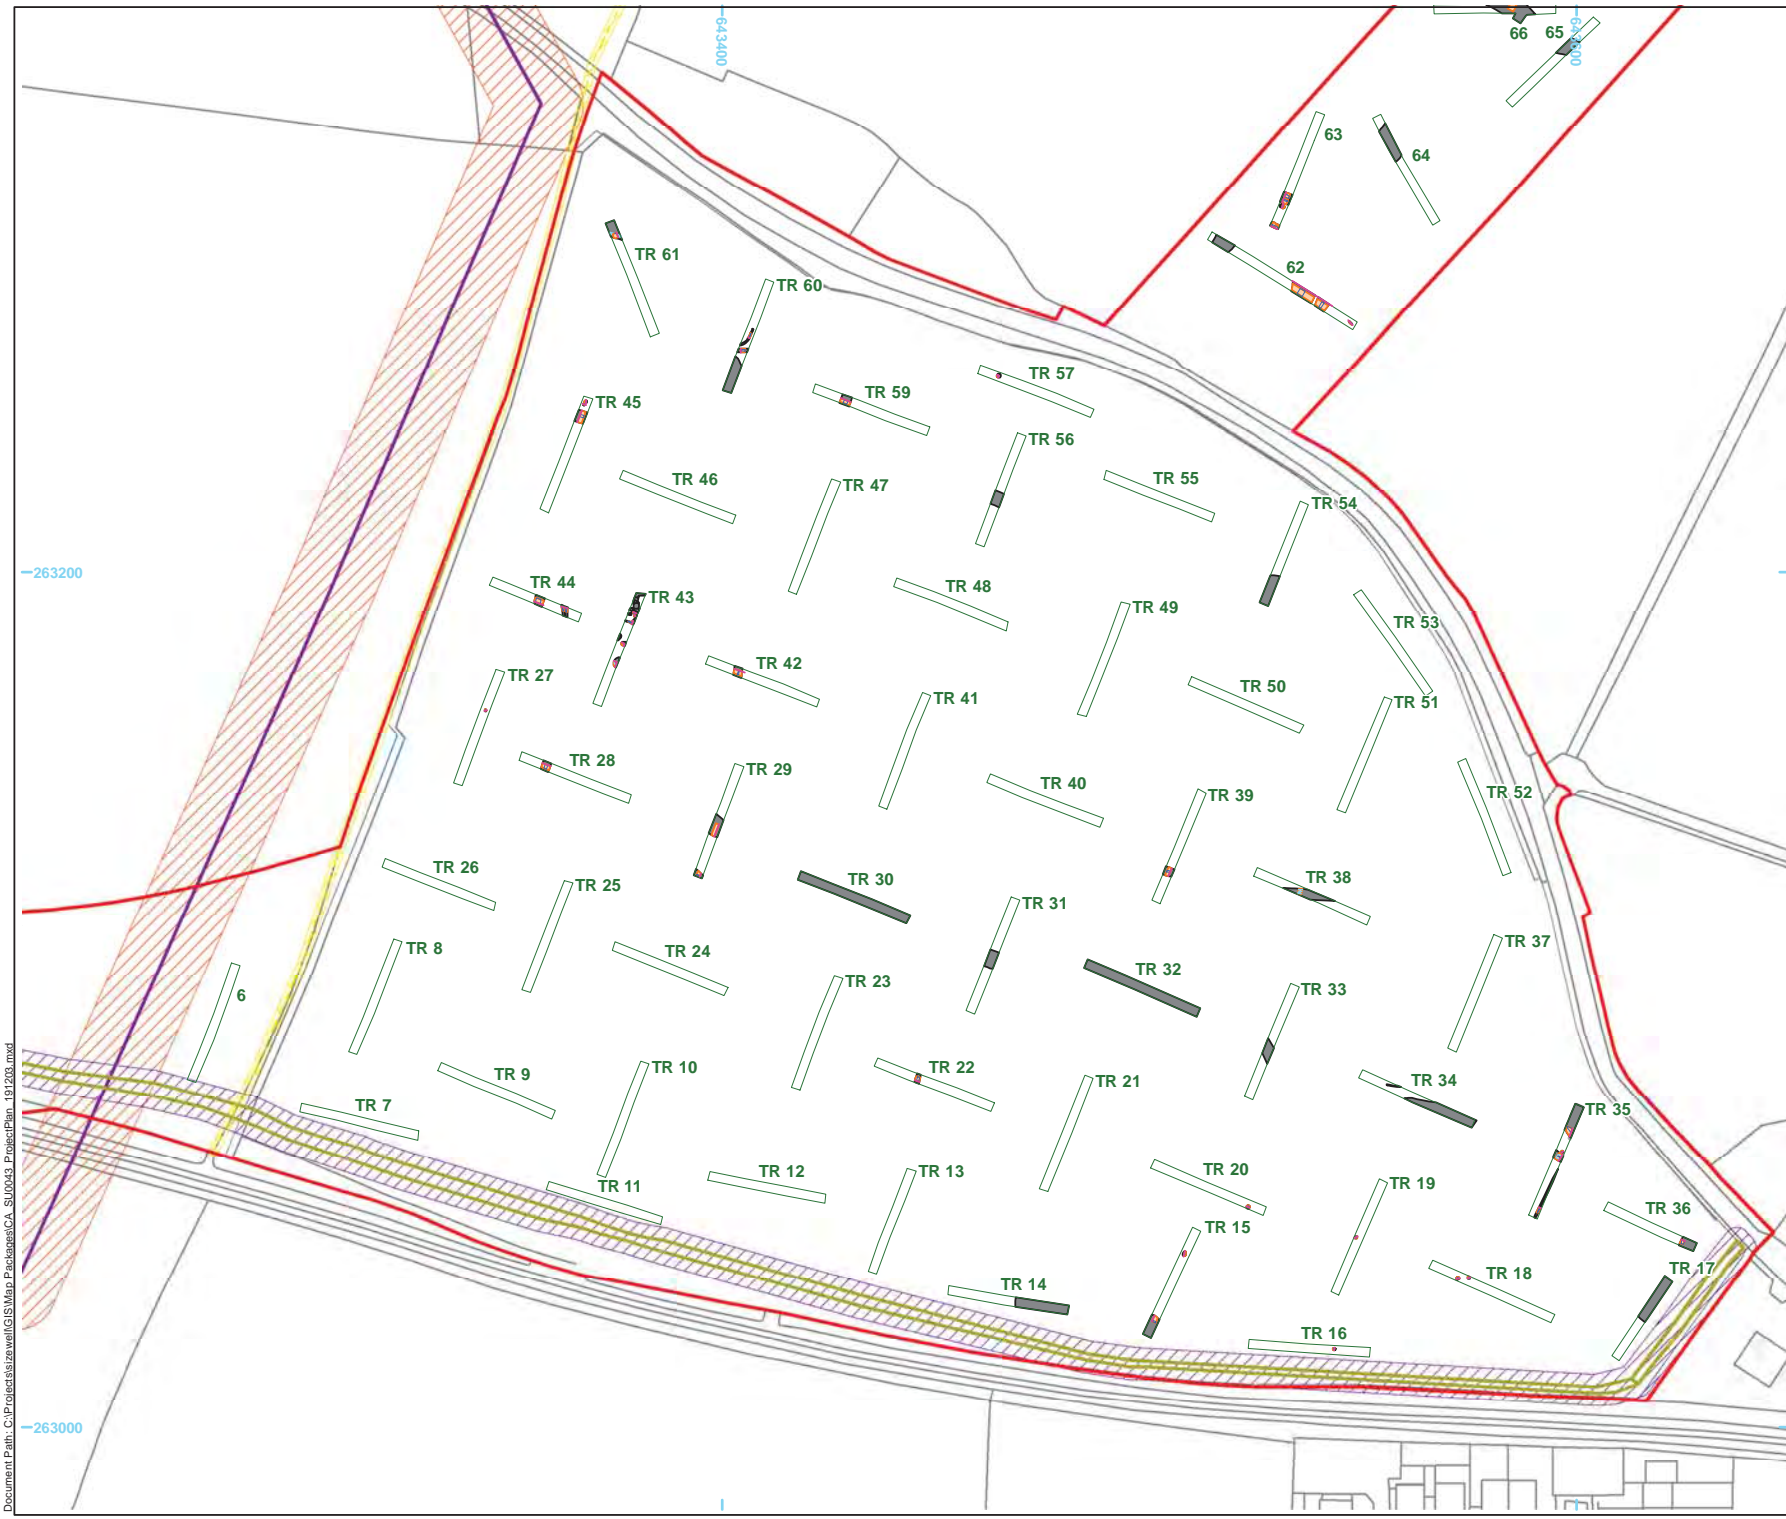 643400
643600
66
65
63
64
62
TR 61
TR 60
TR 57
TR 59
TR 45
TR 56
TR 46
TR 47
TR 55
TR 54
263200
TR 44
TR 43
TR 48
TR 49
TR 53
TR 42
TR 27
TR 41
TR 50
TR 51
TR 28
TR 29
TR 40
TR 39
TR 52
TR 26
TR 25
TR 30
TR 31
TR 38
TR 8
TR 24
TR 23
TR 32
TR 33
TR 37
6
TR 9
TR 10
TR 22
TR 21
TR 34
TR 7
TR 35
TR 11
TR 12
TR 13
TR 20
TR 19
TR 36
TR 15
TR 14
TR 18
TR 17
TR 16
263000
Document Path: C:\Projects\sizewell\GIS\Map Packages\CA_SU0043_ProjectPlan_191203.mxd